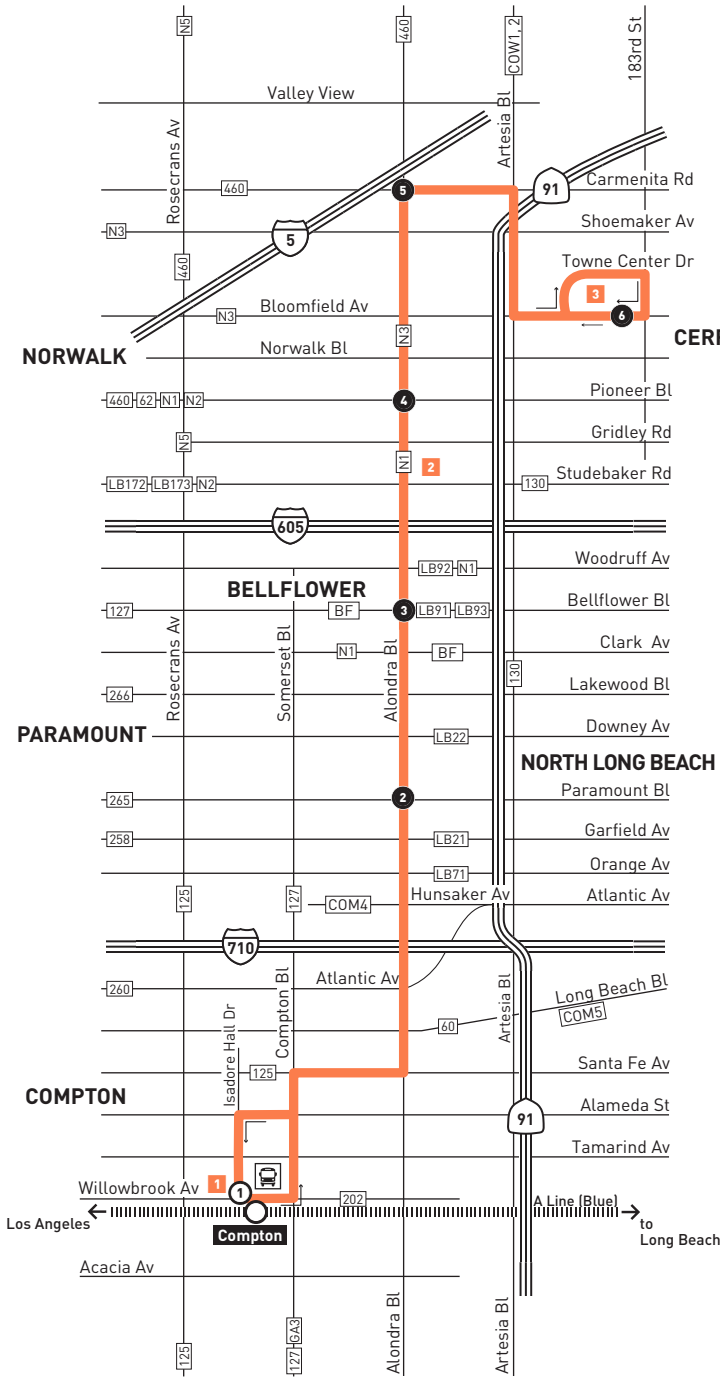 N5
460
COW1, 2
183rd St
Valley View
Rosecrans Av
Artesia Bl
460
5
91
Carmenita Rd
N3
5
Shoemaker Av
460
Towne Center Dr
3
N3
Bloomfield Av
6
N3
CERR
NORWALK
Norwalk Bl
460
62
N1
N2
4
Pioneer Bl
N5
Gridley Rd
N1
2
LB172
LB173
N2
130
Studebaker Rd
605
Woodruff Av
LB92
N1
BELLFLOWER
127
BF
3
LB91
LB93
Bellflower Bl
Rosecrans Av
Somerset Bl
Alondra Bl
N1
BF
Clark Av
130
266
Lakewood Bl
PARAMOUNT
LB22
Downey Av
NORTH LONG BEACH
265
2
Paramount Bl
258
LB21
Garfield Av
LB71
Orange Av
125
127
COM4
Hunsaker Av
Atlantic Av
710
Compton Bl
Atlantic Av
260
Artesia Bl
Long Beach Bl
COM5
60
Isadore Hall Dr
125
Santa Fe Av
COMPTON
Alameda St
91
Tamarind Av
Willowbrook Av
1
1
202
A Line (Blue)
Los Angeles
to
Long Beach
Compton
Acacia Av
125
127
GA3
Alondra Bl
Artesia Bl